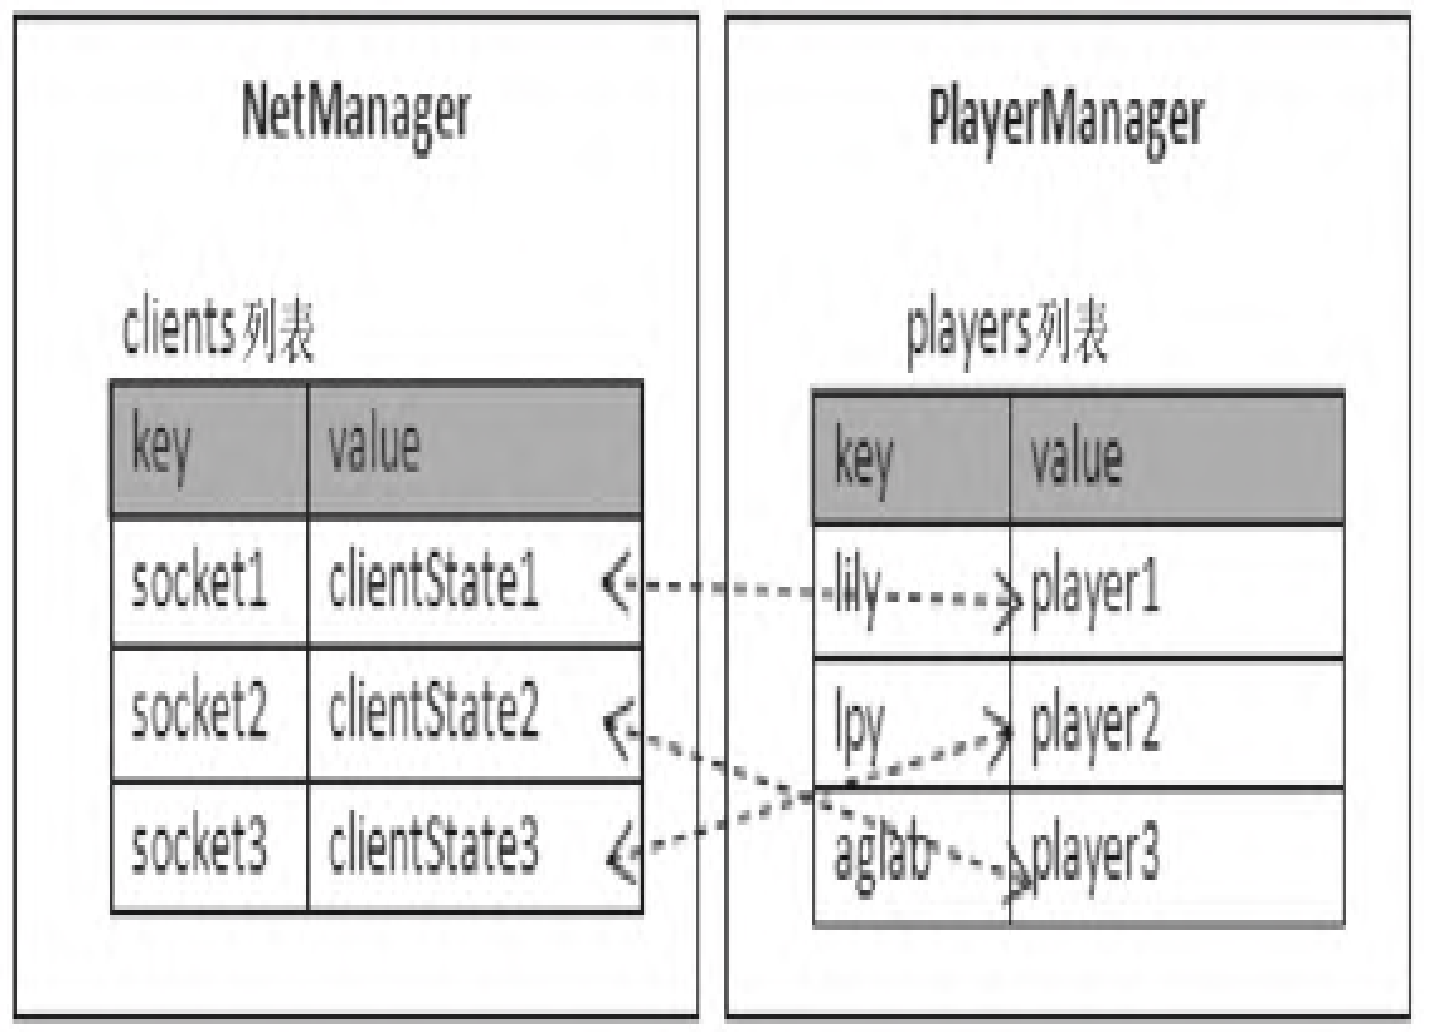 NetManager
clients列表
key value
socket1 clientState1
socket2 clientState2
socket3 clientState3
PlayerManager
players列表
key value
lily player1
lpy player2
aglab player3